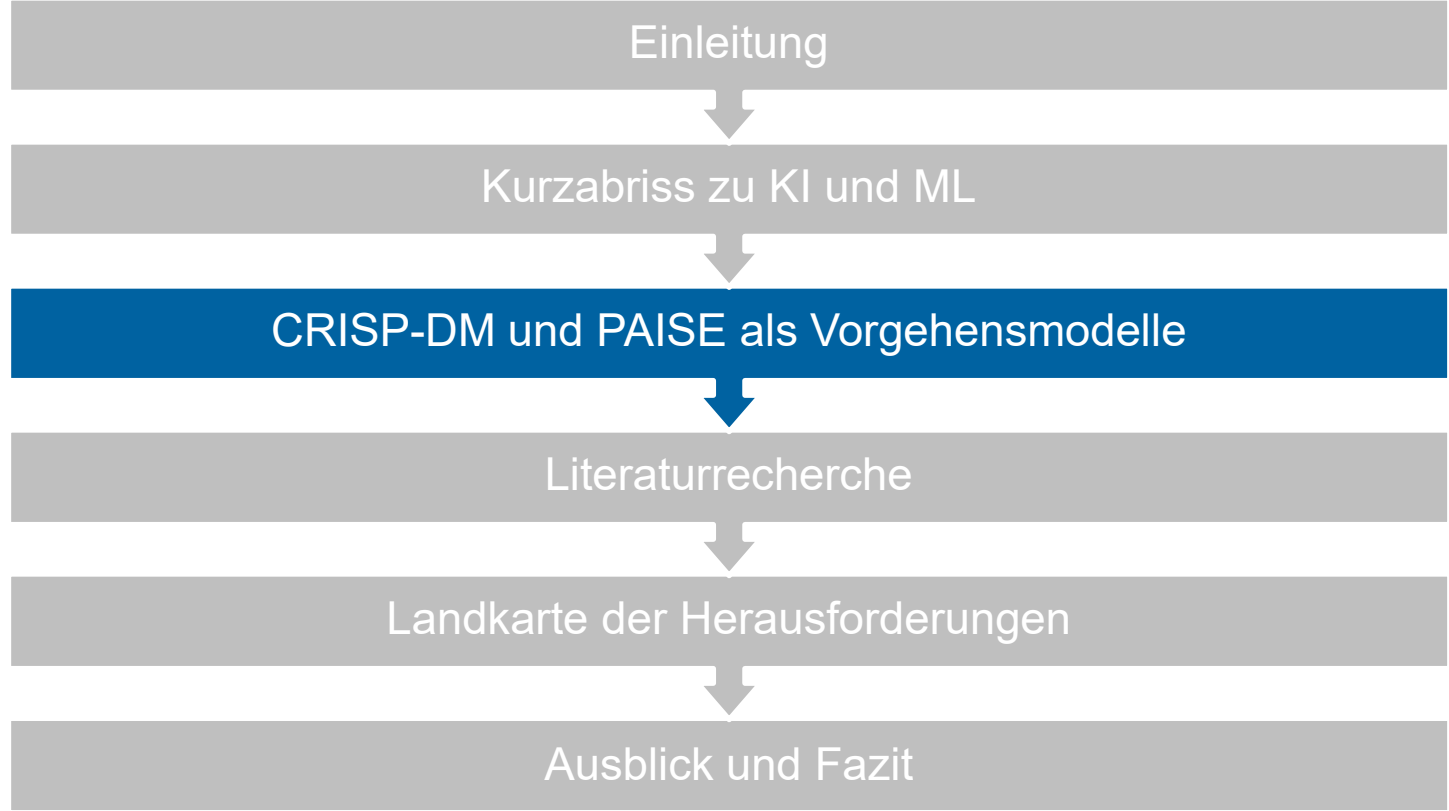 Einleitung
Kurzabriss zu KI und ML
CRISP-DM und PAISE als Vorgehensmodelle
Literaturrecherche
Landkarte der Herausforderungen
Ausblick und Fazit